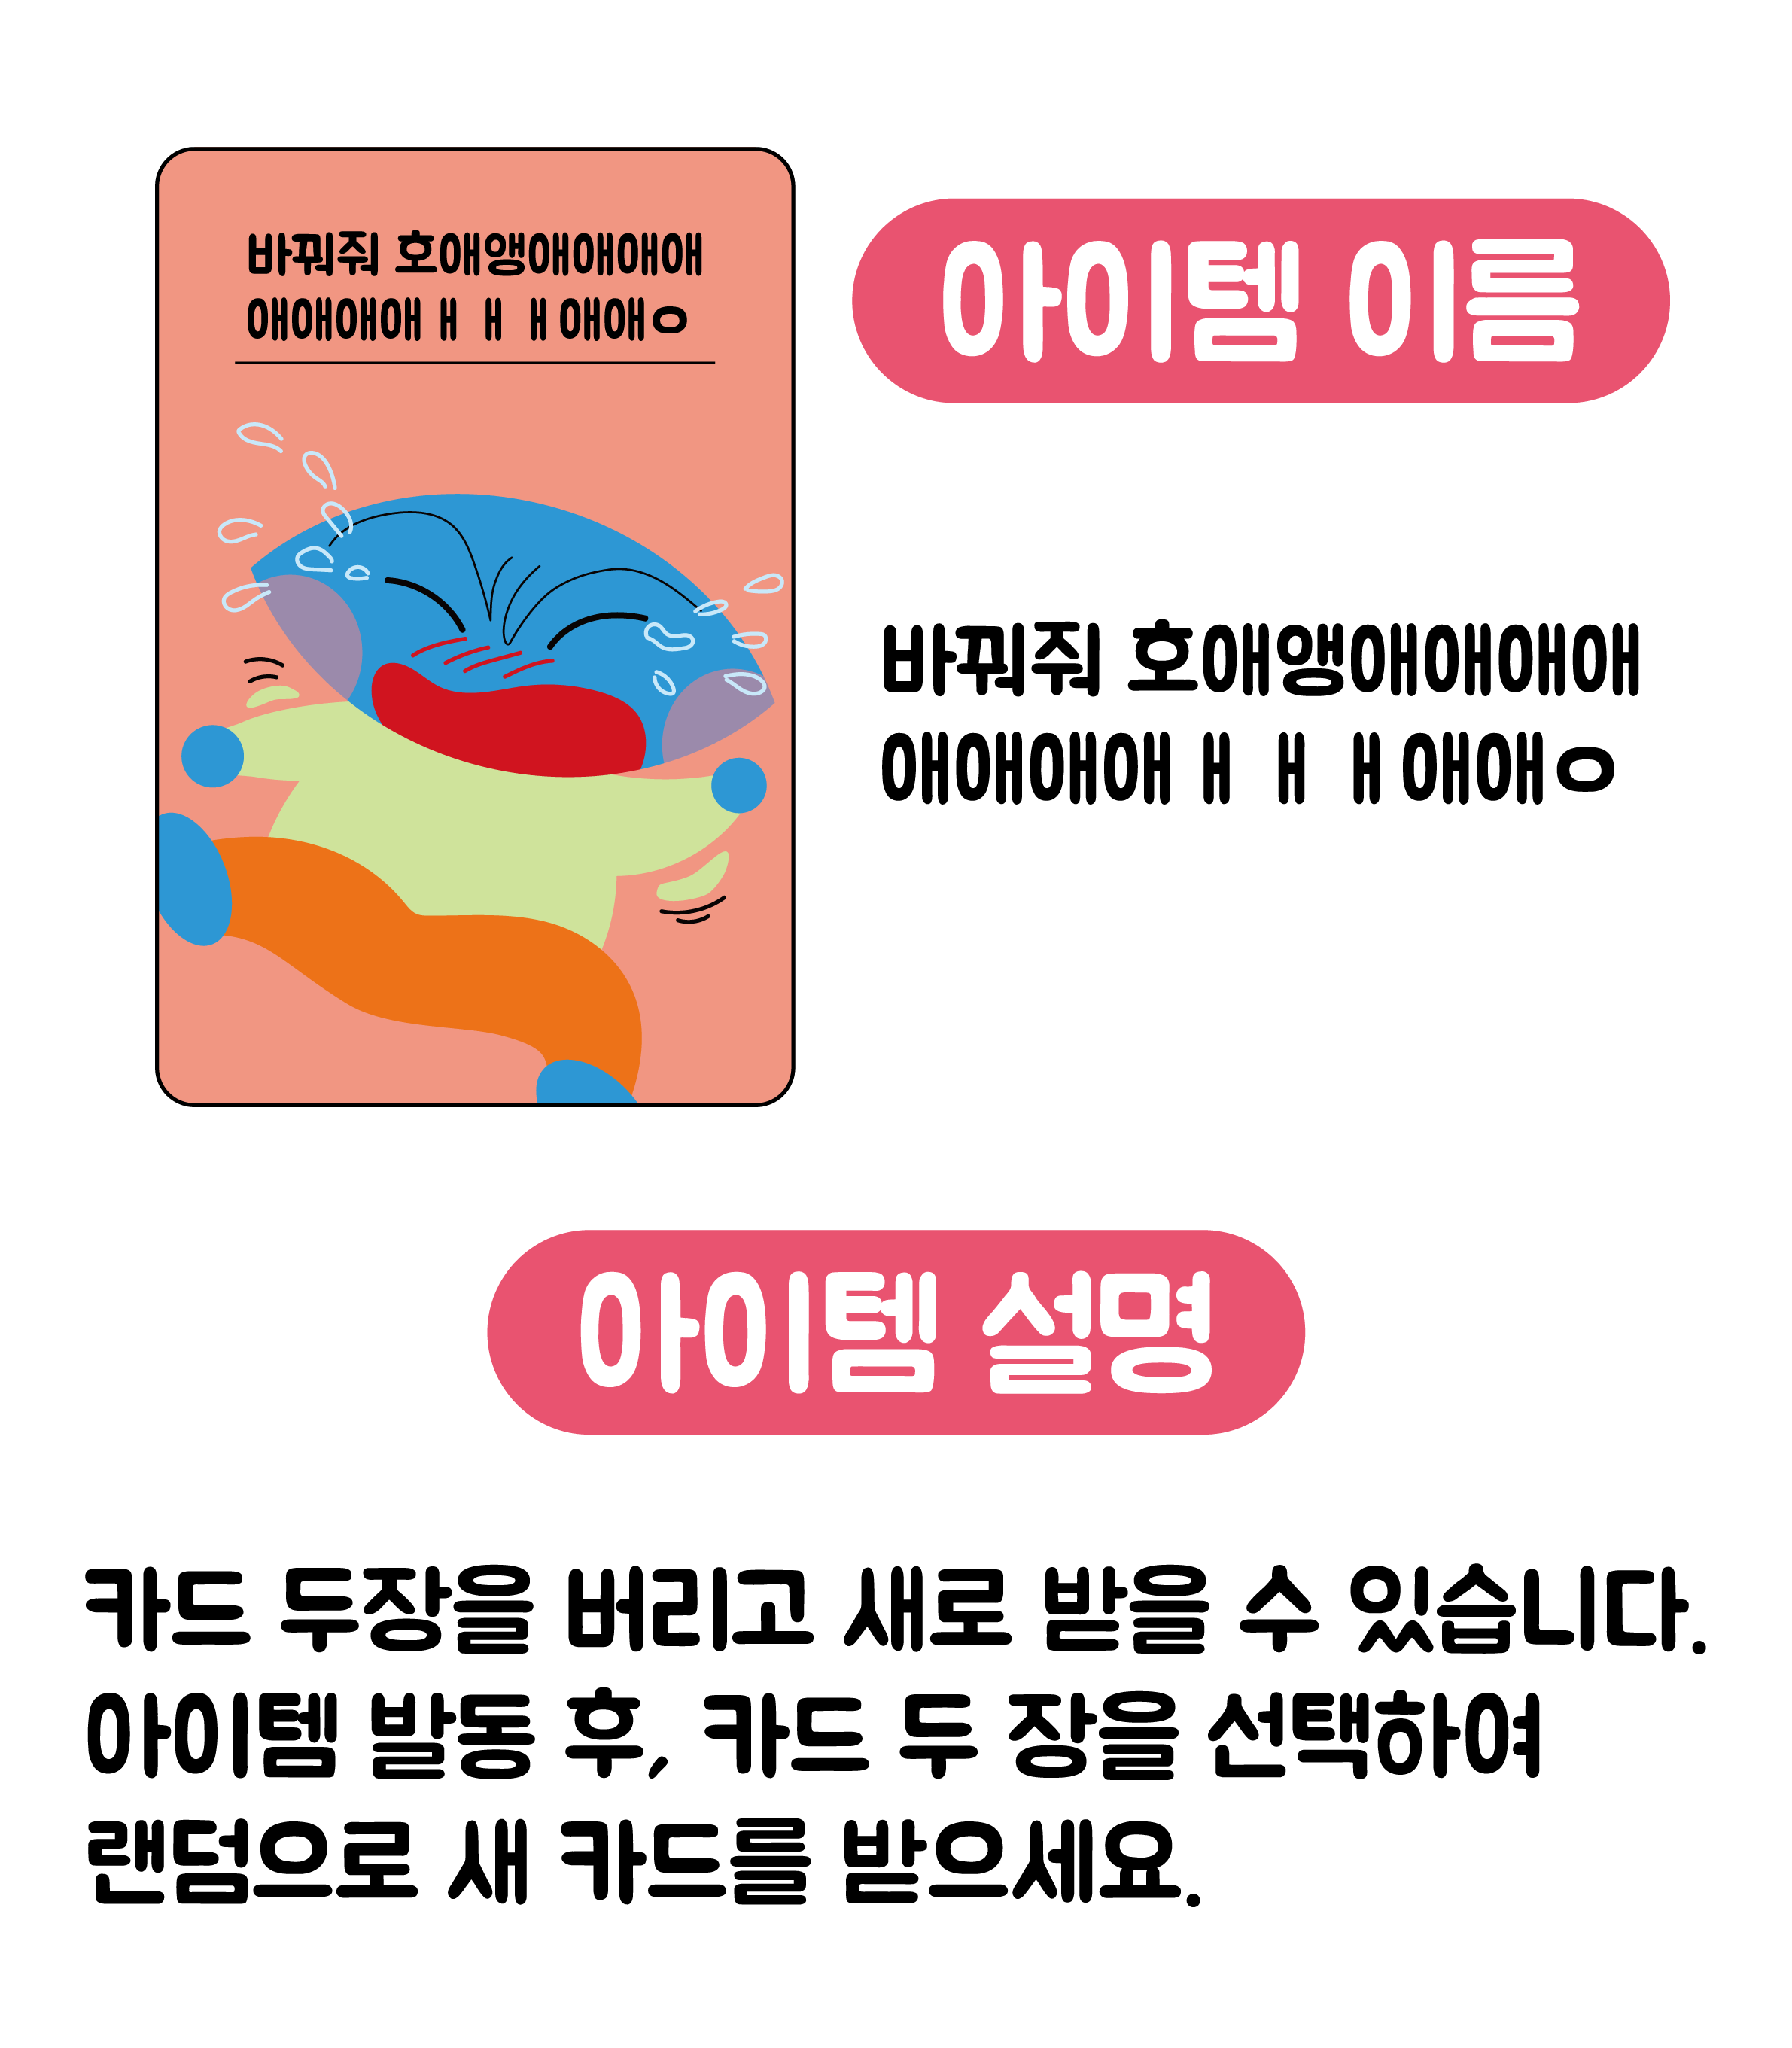 바꿔줘 호애앵애애애애
애애애애ㅐ ㅐ ㅐ애애ㅇ
아이템 이름
바꿔줘 호애앵애애애애
애애애애ㅐ ㅐ ㅐ애애ㅇ
아이템 설명
카드 두장을 버리고 새로 받을 수 있습니다.
아이템 발동 후, 카드 두 장을 선택하여
랜덤으로 새 카드를 받으세요.